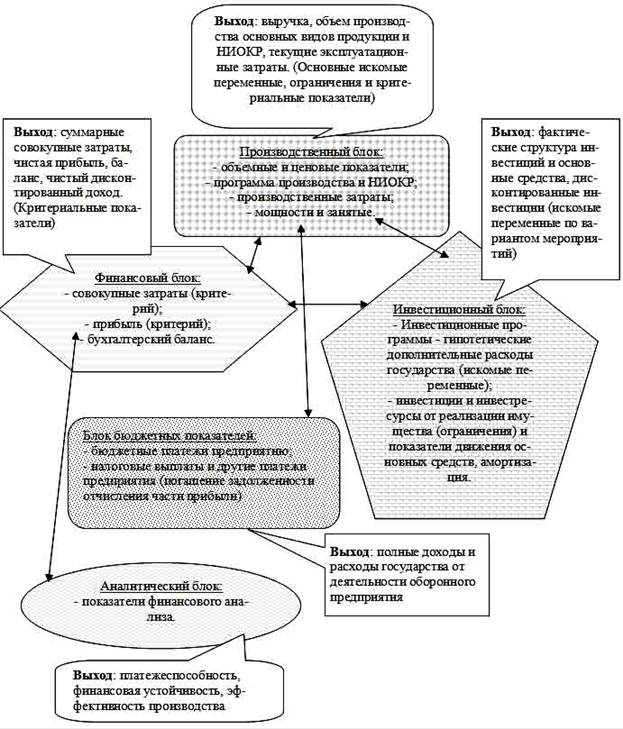 Выход: выручка, объем производ-
ства основных видов продукции и
НИОКР, текущие эксплуатацион-
ные затраты. (Основные искомые
переменные, ограничения и крите-
риальные показатели)
Выход: суммарные
совокупные затраты,
чистая прибыль, ба-
ланс, чистый дискон-
тированный доход.
(Критериальные пока-
затели)
Производственный блок:
- объемные и ценовые показатели;
- программа производства и НИОКР;
- производственные затраты;
- мощности и занятые.
Выход: фактиче-
ские структура ин-
вестиций и основ-
ные средства, дис-
контированные ин-
вестиции (искомые
переменные по ва-
риантом мероприя-
тий)
Финансовый блок:
- совокупные затраты (крите-
рий);
- прибыль (критерий);
- бухгалтерский баланс.
Инвестиционный блок:
- Инвестиционные про-
граммы - гипотетические
дополнительные расходы
государства (искомые пе-
ременные);
- инвестиции и инвестре-
сурсы от реализации иму-
щества (ограничения) и
показатели движения ос-
новных средств, амортиза-
ция.
Блок бюджетных показателей:
- бюджетные платежи предприятию;
- налоговые выплаты и другие платежи
предприятия (погашение задолженности
отчисления части прибыли)
Выход: полные доходы и
расходы государства от
деятельности оборонного
предприятия
Аналитический блок:
- показатели финансового ана-
лиза.
Выход: платежеспособность,
финансовая устойчивость, эф-
фективность производства